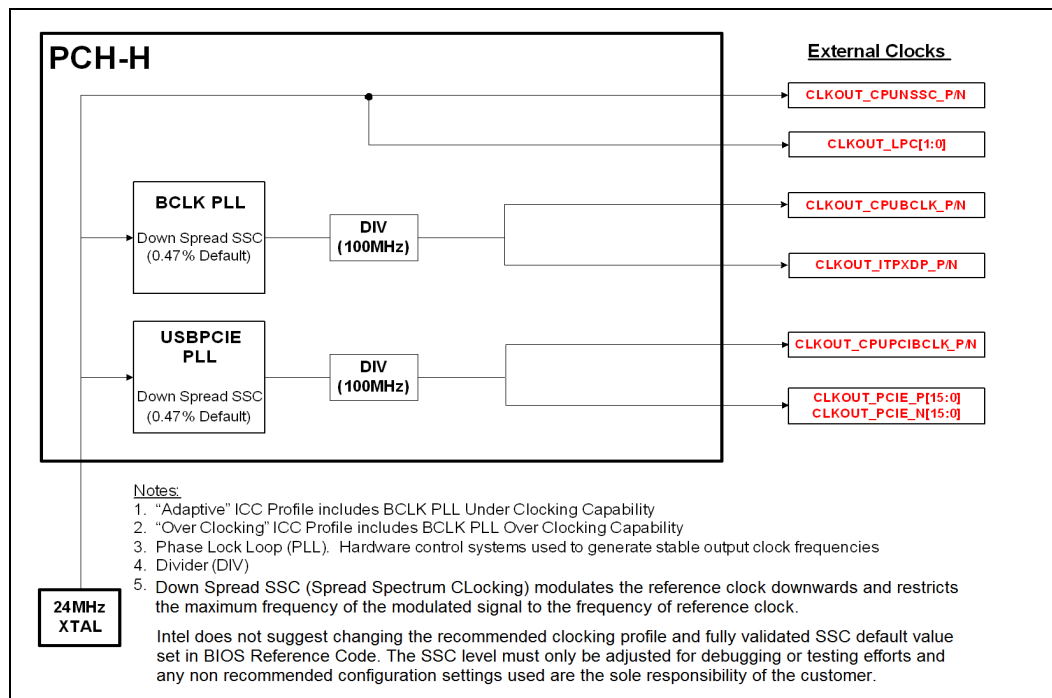 PCH-H
External Clocks
CLKOUT_CPUNSSC_P/N
CLKOUT_LPC[1:0]
BCLK PLL
Down Spread SSC
(0.47% Default)
DIV
(100MHz)
CLKOUT_CPUBCLK_P/N
CLKOUT_ITPXDP_P/N
USBPCIE
PLL
Down Spread SSC
(0.47% Default)
DIV
(100MHz)
CLKOUT_CPUPCIBCLK_P/N
CLKOUT_PCIE_P[15:0]
CLKOUT_PCIE_N[15:0]
Notes:
1. “Adaptive” ICC Profile includes BCLK PLL Under Clocking Capability
2. “Over Clocking” ICC Profile includes BCLK PLL Over Clocking Capability
3. Phase Lock Loop (PLL). Hardware control systems used to generate stable output clock frequencies
4. Divider (DIV)
5. Down Spread SSC (Spread Spectrum CLocking) modulates the reference clock downwards and restricts
the maximum frequency of the modulated signal to the frequency of reference clock.
Intel does not suggest changing the recommended clocking profile and fully validated SSC default value
set in BIOS Reference Code. The SSC level must only be adjusted for debugging or testing efforts and
any non recommended configuration settings used are the sole responsibility of the customer.
24MHz
XTAL